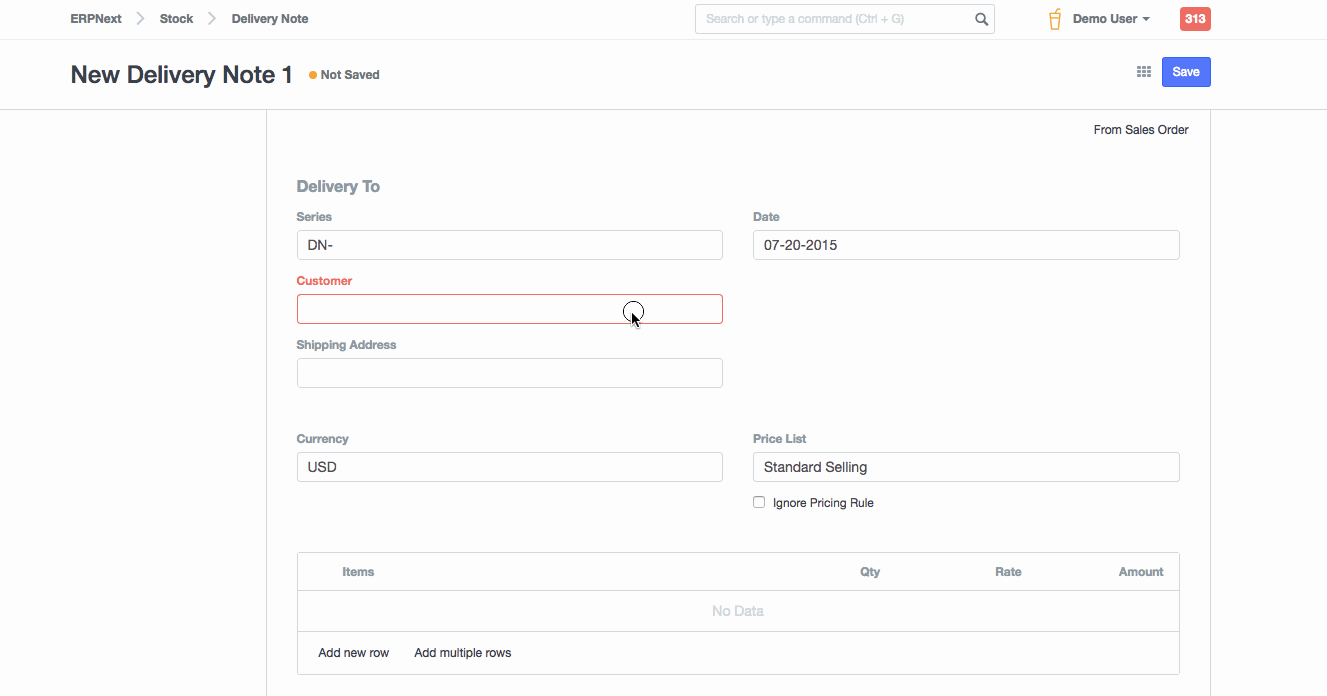 ERPNext Stock Delivery Note Search or type a command (Ctrl + G) Demo User 313
New Delivery Note 1 Not Saved Save
From Sales Order
Delivery To
Series Date
DN- 07-20-2015
Customer
Shipping Address
Currency Price List
USD Standard Selling
Ignore Pricing Rule
Items Qty Rate Amount
No Data
Add new row Add multiple rows